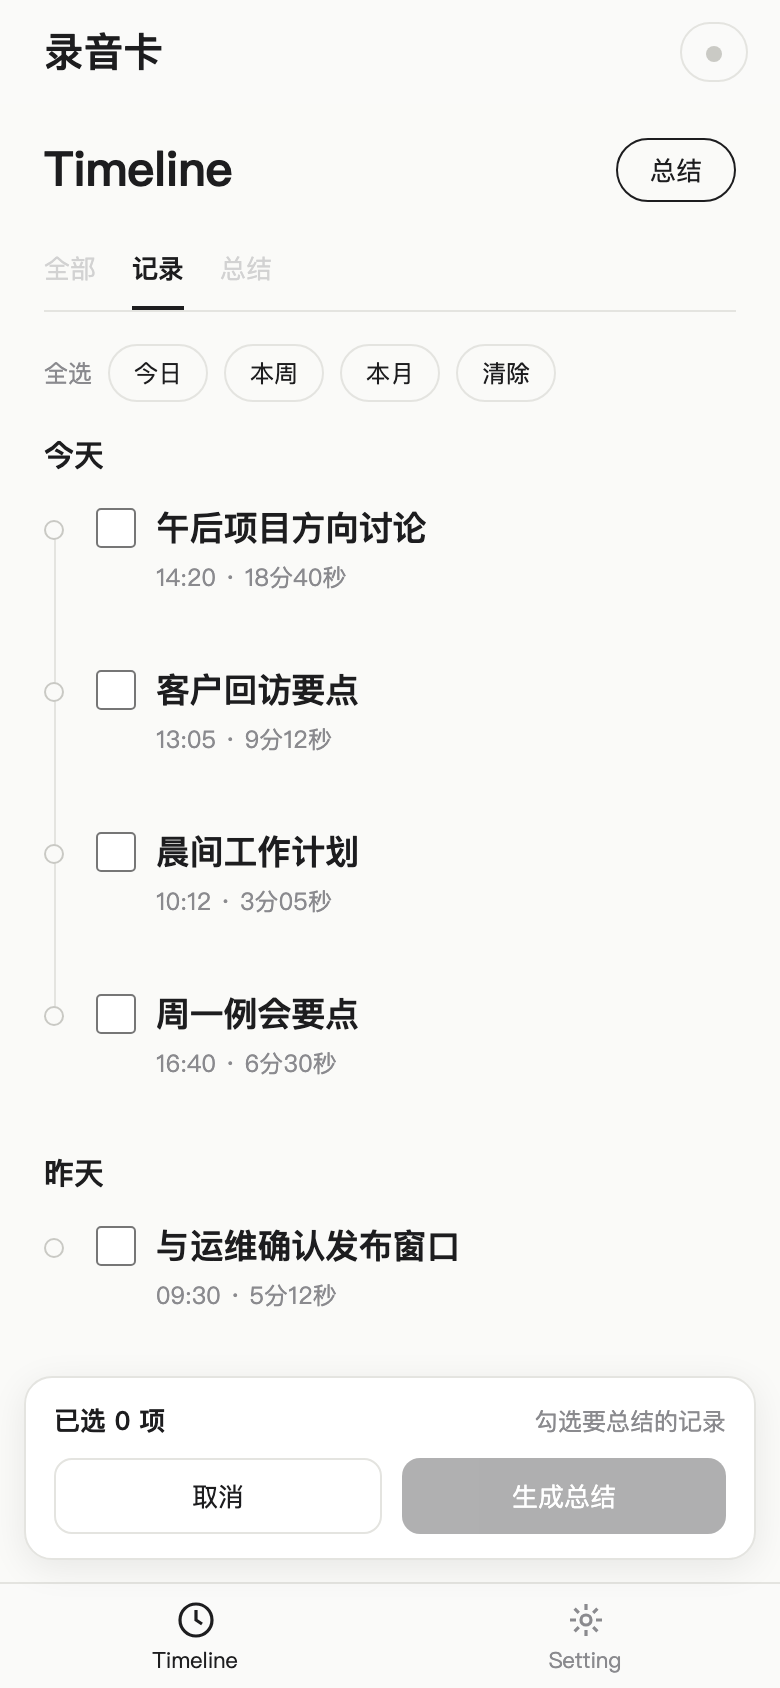 录音卡
Timeline
总结
全部 记录 总结
全选 今日 本周 本月 清除
今天
午后项目方向讨论
14:20 · 18分40秒
客户回访要点
13:05 · 9分12秒
晨间工作计划
10:12 · 3分05秒
周一例会要点
16:40 · 6分30秒
昨天
与运维确认发布窗口
09:30 · 5分12秒
已选 0 项 勾选要总结的记录
取消 生成总结
Timeline Setting